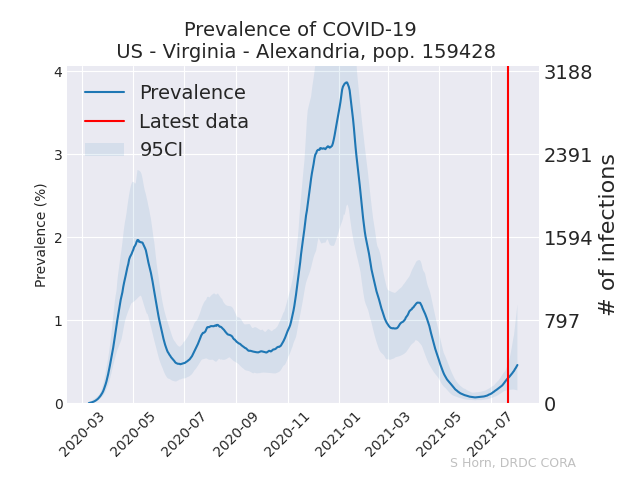 Prevalence of COVID-19
US - Virginia - Alexandria, pop. 159428
Prevalence
Latest data
95CI
Prevalence (%)
4
3
2
1
0
3188
2391
1594
797
0
# of infections
2020-03
2020-05
2020-07
2020-09
2020-11
2021-01
2021-03
2021-05
2021-07
S Horn, DRDC CORA